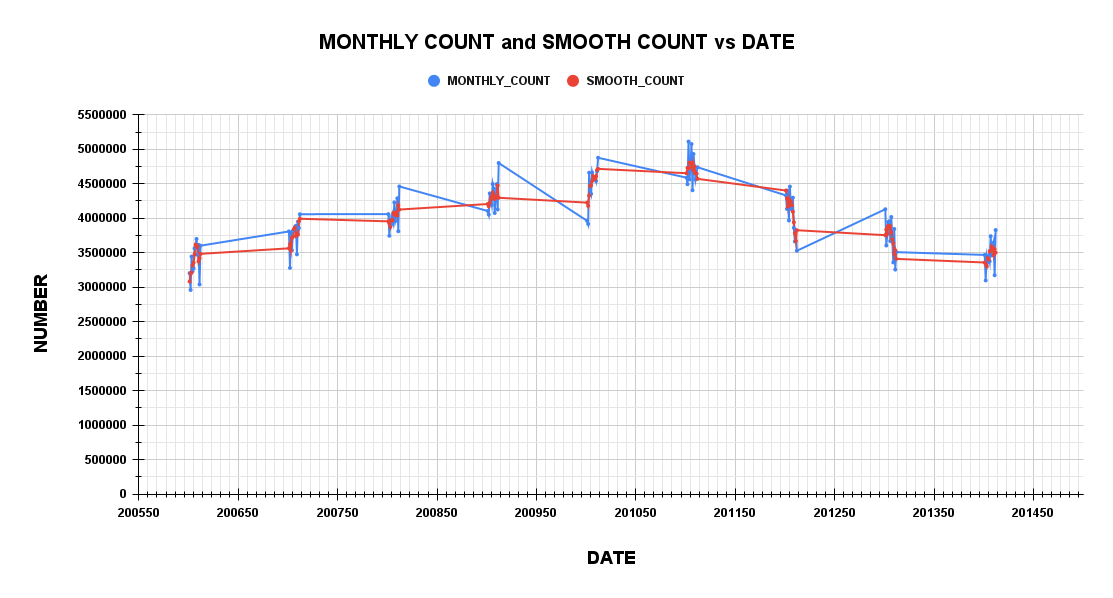 MONTHLY COUNT and SMOOTH COUNT vs DATE
MONTHLY_COUNT SMOOTH_COUNT
5500000
5000000
4500000
4000000
3500000
3000000
2500000
2000000
1500000
1000000
500000
0
NUMBER
200550 200650 200750 200850 200950 201050 201150 201250 201350 201450
DATE